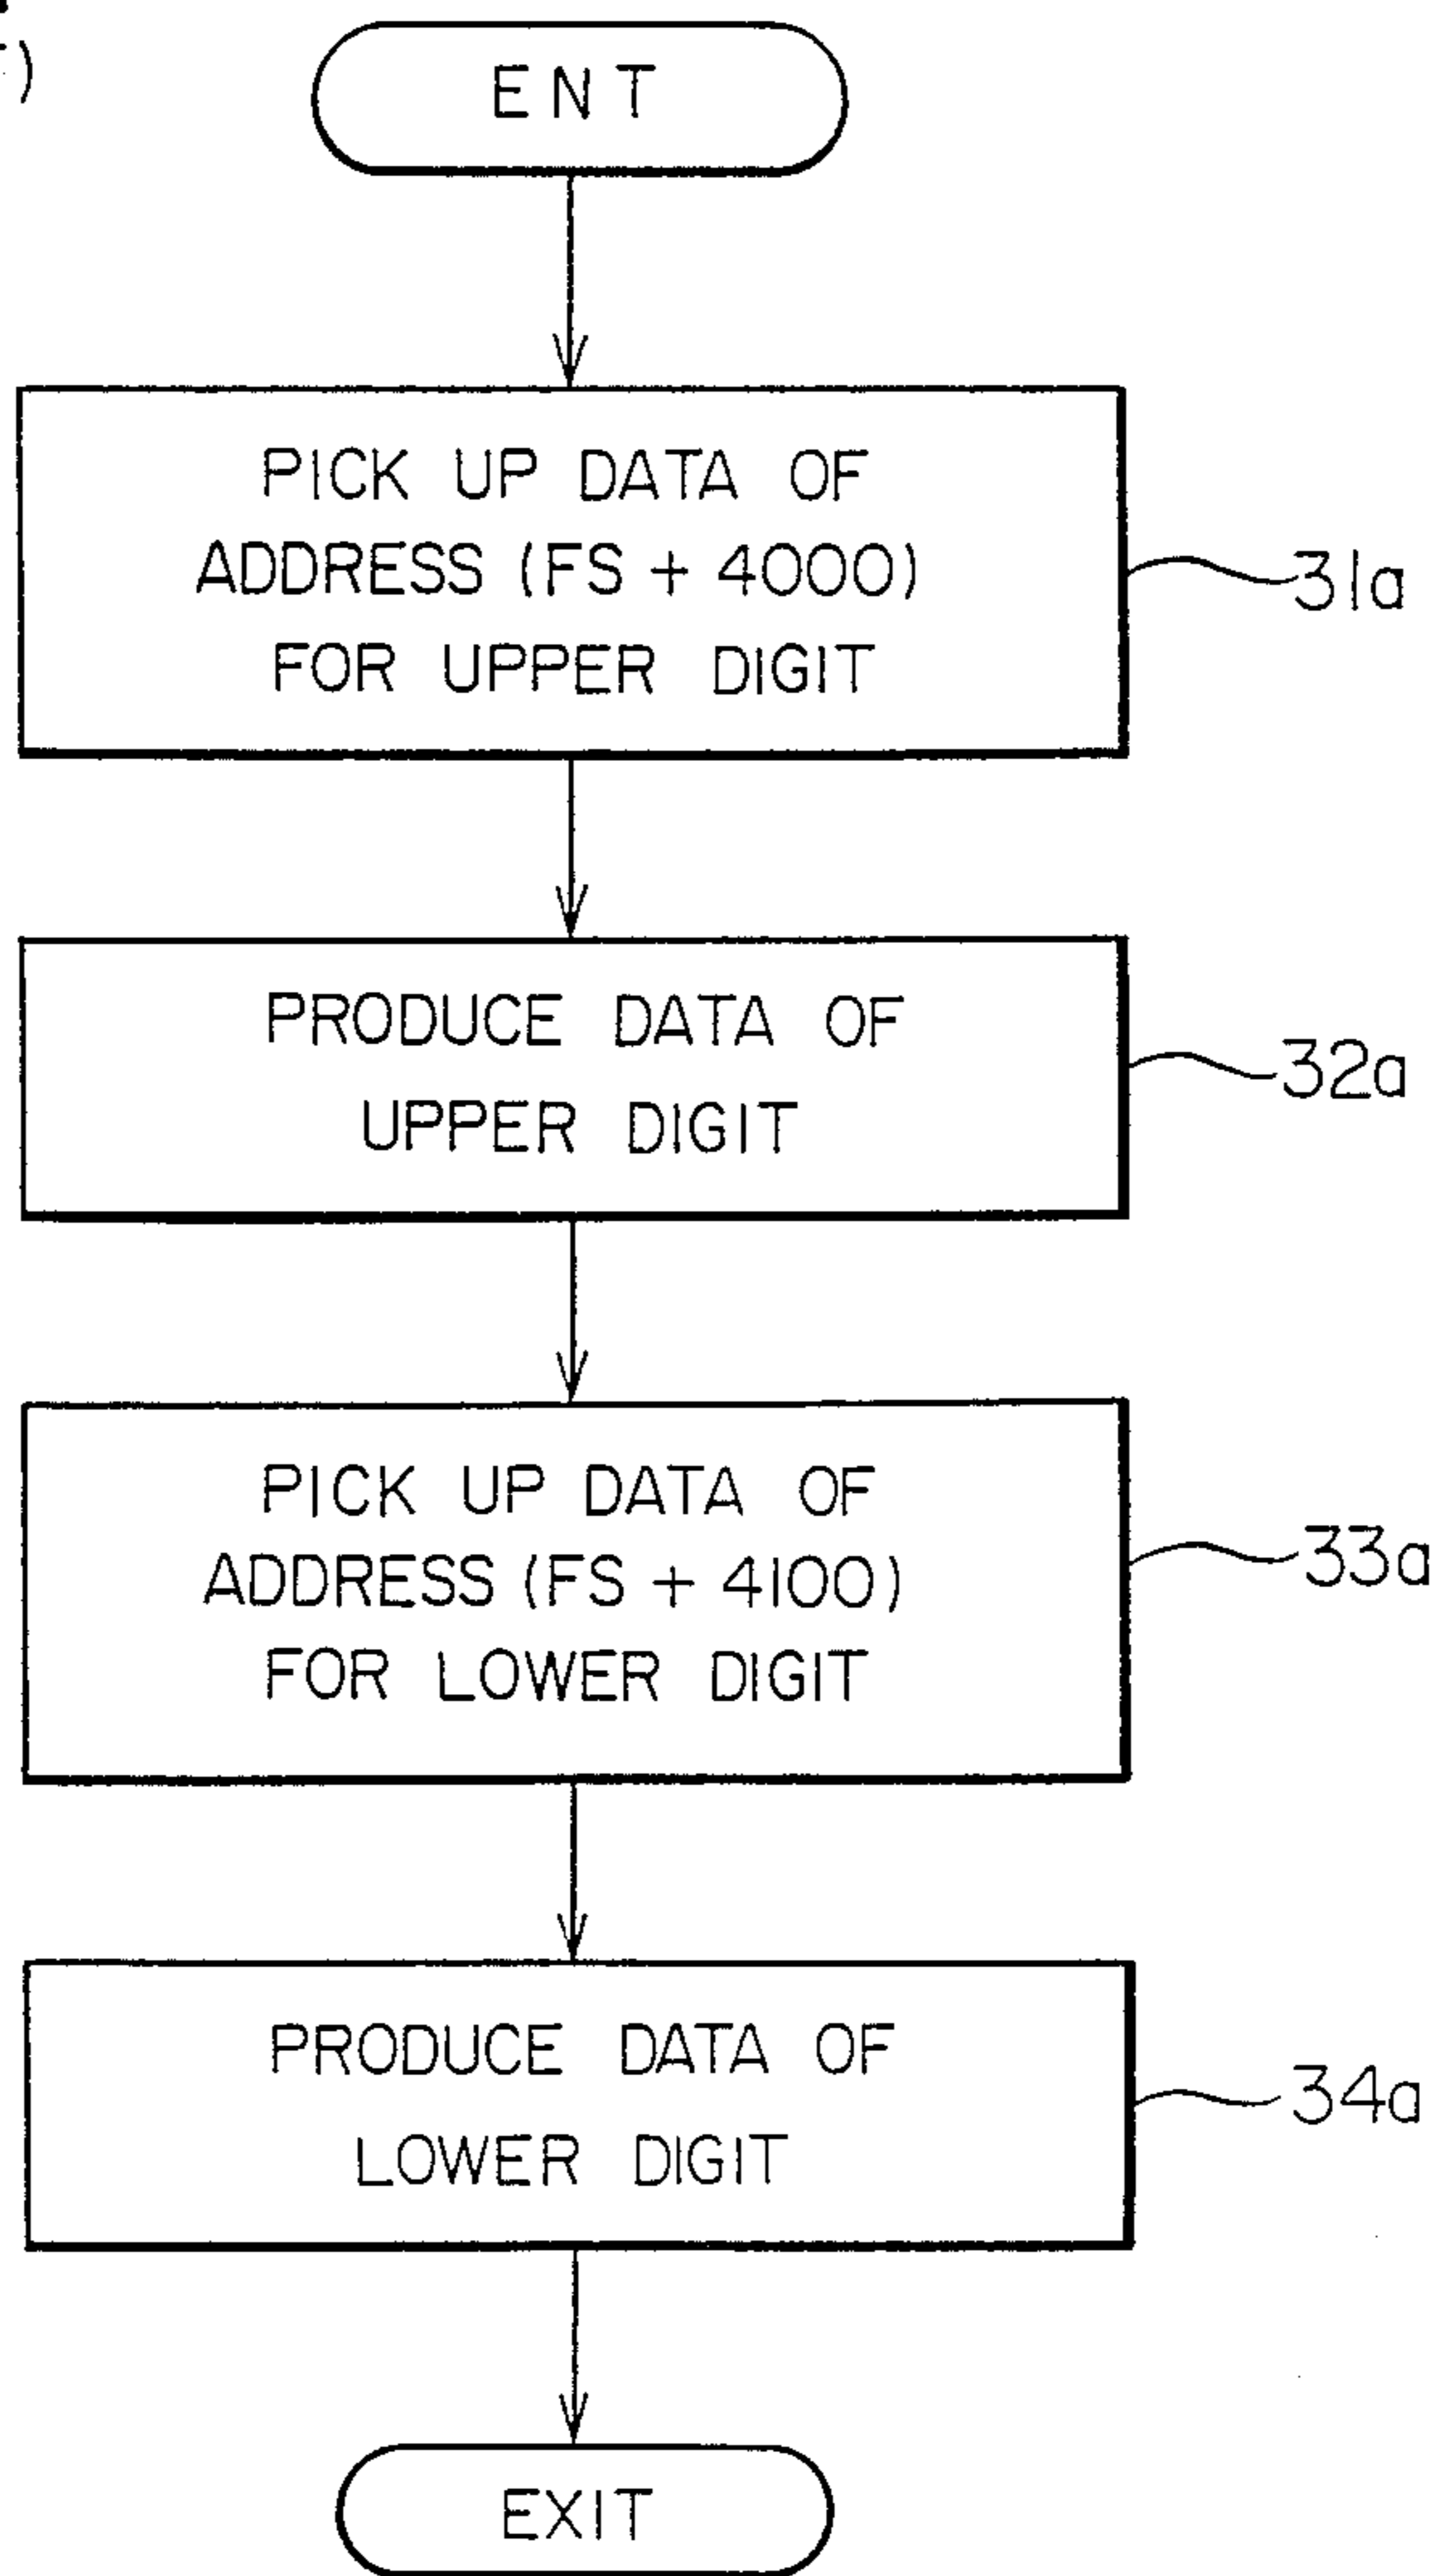 ENT
PICK UP DATA OF
ADDRESS (FS + 4000)
FOR UPPER DIGIT
31a
PRODUCE DATA OF
UPPER DIGIT
32a
PICK UP DATA OF
ADDRESS (FS + 4100)
FOR LOWER DIGIT
33a
PRODUCE DATA OF
LOWER DIGIT
34a
EXIT